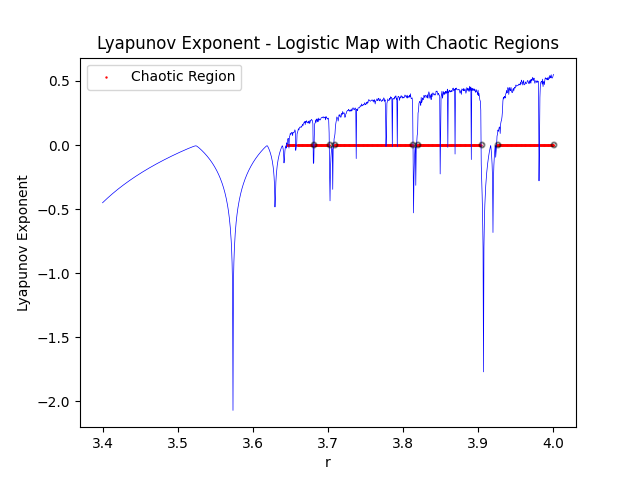 Lyapunov Exponent - Logistic Map with Chaotic Regions
Chaotic Region
Lyapunov Exponent
0.5
0.0
−0.5
−1.0
−1.5
−2.0
3.4 3.5 3.6 3.7 3.8 3.9 4.0
r